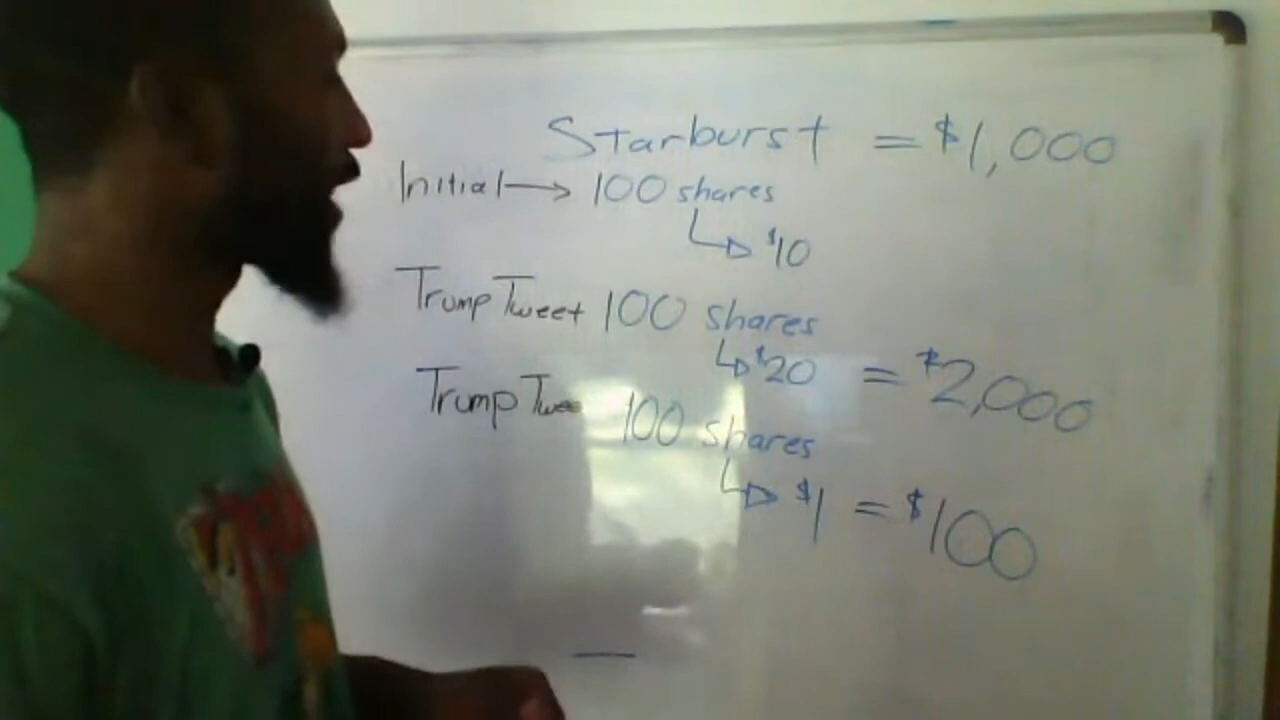 Starburst = $1,000
Initial → 100 shares
↳ $10
Trump Tweet 100 shares
↳ $20 = $2,000
Trump Twee 100 shares
↳ $1 = $100